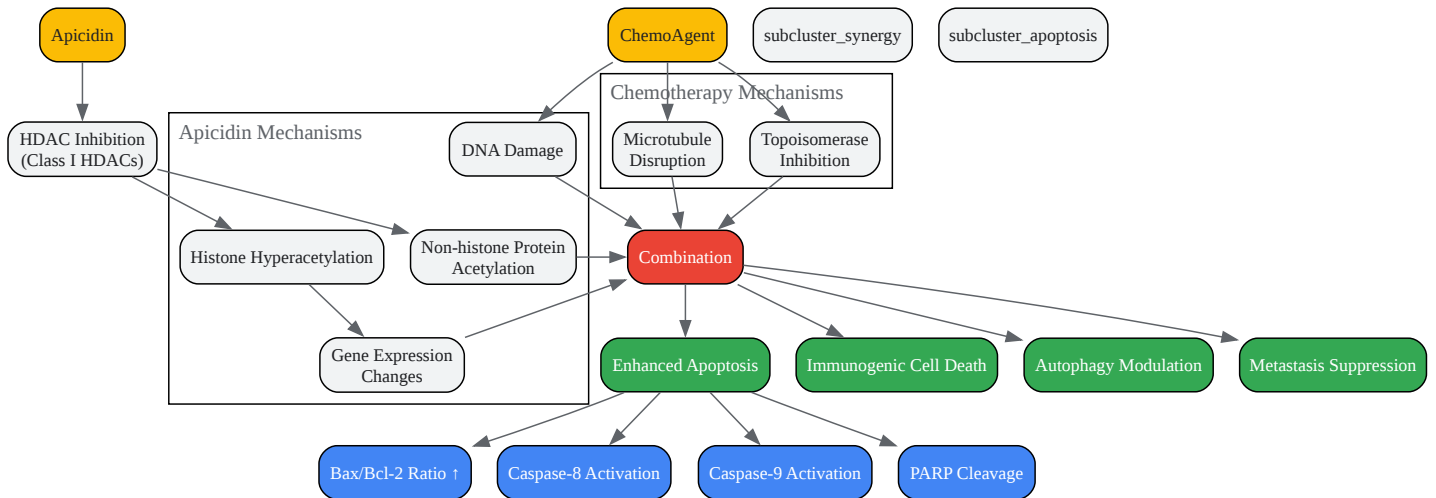 Apicidin
ChemoAgent
subcluster_synergy
subcluster_apoptosis
Chemotherapy Mechanisms
Apicidin Mechanisms
HDAC Inhibition
(Class I HDACs)
DNA Damage
Microtubule
Disruption
Topoisomerase
Inhibition
Histone Hyperacetylation
Non-histone Protein
Acetylation
Combination
Gene Expression
Changes
Enhanced Apoptosis
Immunogenic Cell Death
Autophagy Modulation
Metastasis Suppression
Bax/Bcl-2 Ratio ↑
Caspase-8 Activation
Caspase-9 Activation
PARP Cleavage